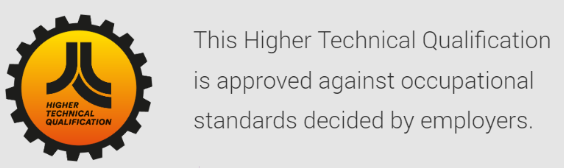 HIGHER
TECHNICAL
QUALIFICATION
This Higher Technical Qualification
is approved against occupational
standards decided by employers.